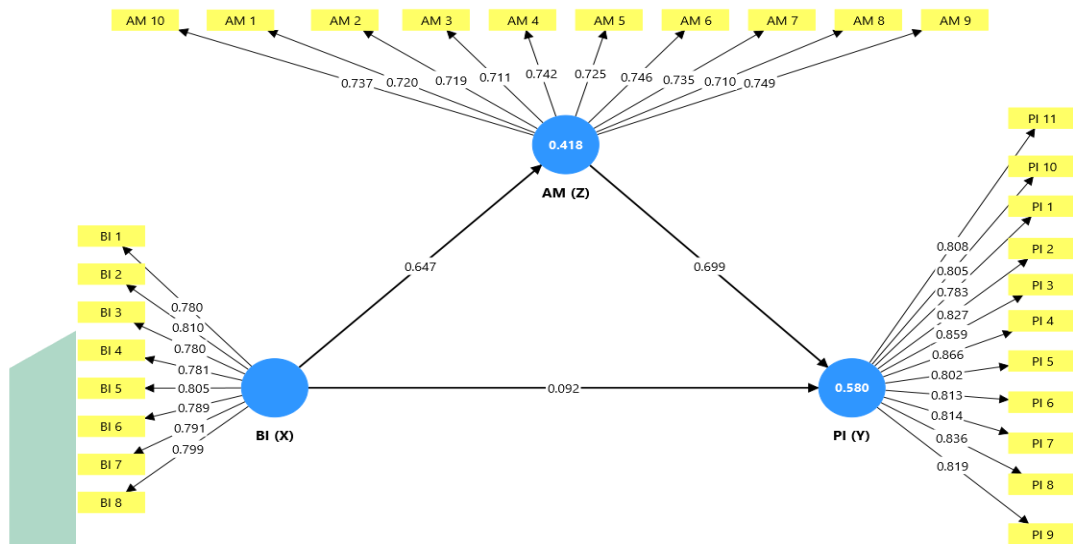 AM 10
AM 1
AM 2
AM 3
AM 4
AM 5
AM 6
AM 7
AM 8
AM 9
0.737
0.720
0.719
0.711
0.742
0.725
0.746
0.735
0.710
0.749
0.418
AM (Z)
BI 1
BI 2
BI 3
BI 4
BI 5
BI 6
BI 7
BI 8
0.780
0.810
0.780
0.781
0.805
0.789
0.791
0.799
BI (X)
0.647
0.699
0.092
0.580
PI (Y)
0.808
0.805
0.783
0.827
0.859
0.866
0.802
0.813
0.814
0.836
0.819
PI 11
PI 10
PI 1
PI 2
PI 3
PI 4
PI 5
PI 6
PI 7
PI 8
PI 9